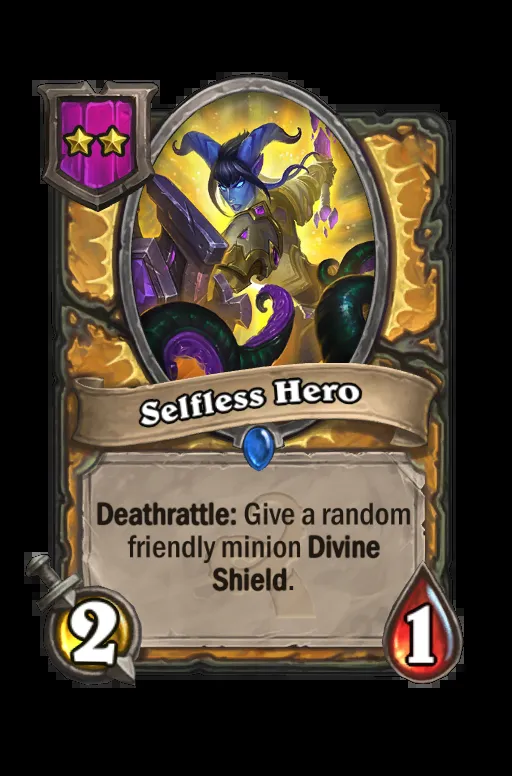 Selfless Hero
Deathrattle: Give a random
friendly minion Divine
Shield.
2
1